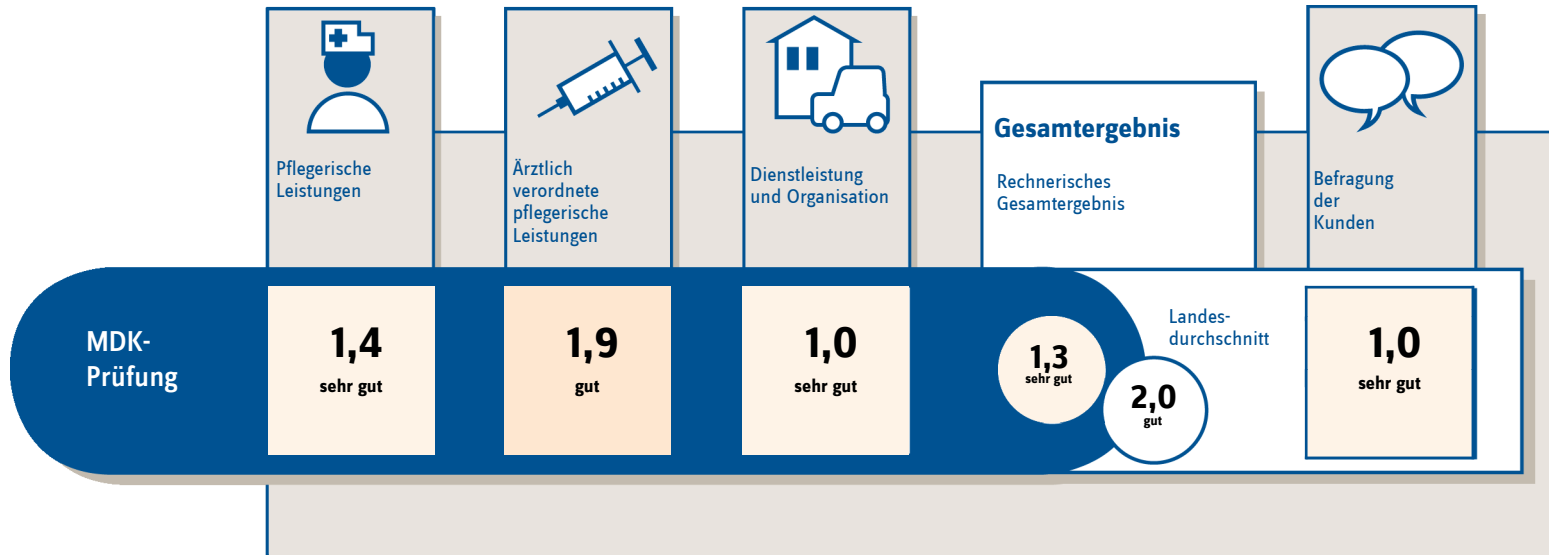 Pflegerische
Leistungen
Ärztlich
verordnete
pflegerische
Leistungen
Dienstleistung
und Organisation
Gesamtergebnis
Rechnerisches
Gesamtergebnis
Befragung
der
Kunden
MDK-
Prüfung
1,4
sehr gut
1,9
gut
1,0
sehr gut
1,3
sehr gut
Landes-
durchschnitt
2,0
gut
1,0
sehr gut